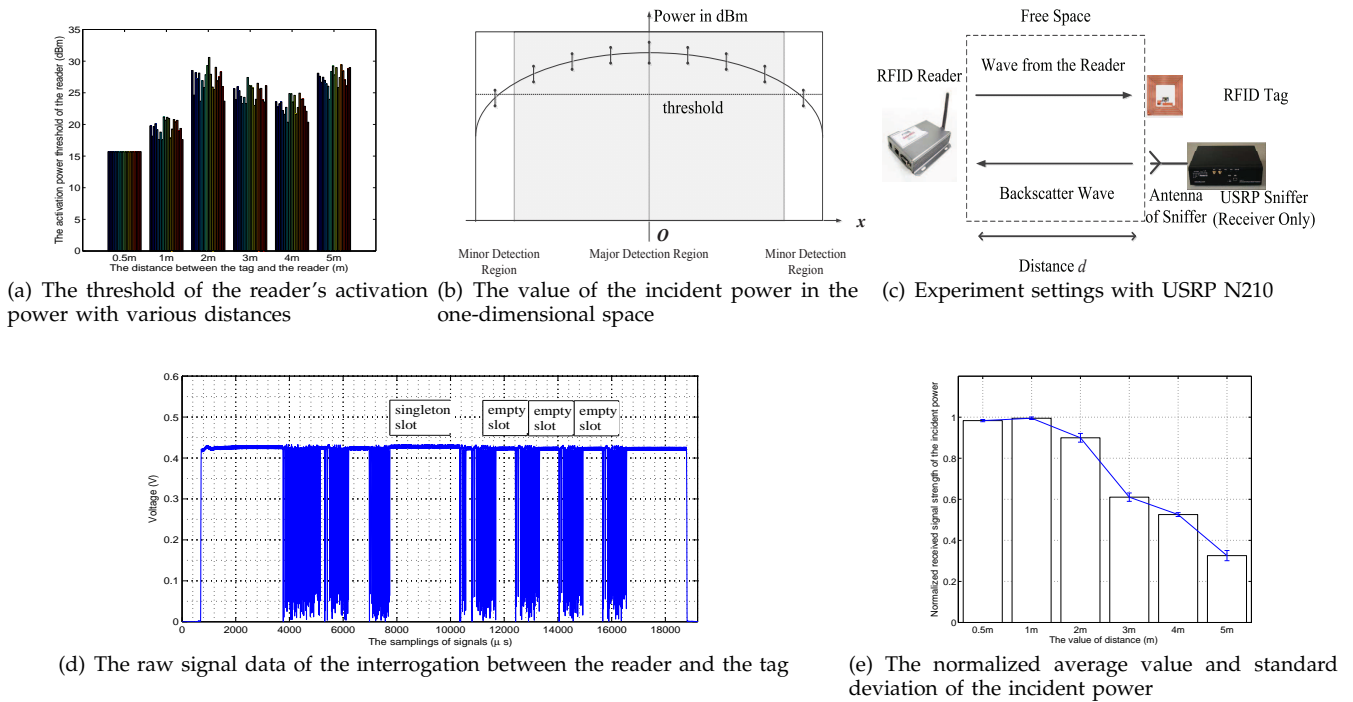 35
30
25
20
15
10
5
0
The activation power threshold of the reader (dBm)
0.5m 1m 2m 3m 4m 5m
The distance between the tag and the reader (m)
(a) The threshold of the reader's activation
power with various distances
Power in dBm
threshold
x
O
Minor Detection
Region
Major Detection Region
Minor Detection
Region
(b) The value of the incident power in the
one-dimensional space
Free Space
Wave from the Reader
RFID Reader
RFID Tag
Backscatter Wave
Antenna
of Sniffer
USRP Sniffer
(Receiver Only)
Distance d
(c) Experiment settings with USRP N210
0.6
0.5
0.4
0.3
0.2
0.1
0
Voltage (V)
singleton
slot
empty
slot
empty
slot
empty
slot
0 2000 4000 6000 8000 10000 12000 14000 16000 18000
The samplings of signals (μ s)
(d) The raw signal data of the interrogation between the reader and the tag
1
0.8
0.6
0.4
0.2
0
Normalized received signal strength of the incident power
0.5m 1m 2m 3m 4m 5m
The value of distance (m)
(e) The normalized average value and standard
deviation of the incident power